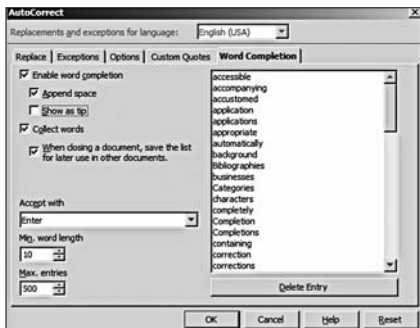 AutoCorrect
Replacements and exceptions for language: English (USA)
Replace Exceptions Options Custom Quotes Word Completion
Enable word completion
Append space
Show as tip
Collect words
When closing a document, save the list
for later use in other documents.
Accept with
Enter
Min. word length
10
Max. entries
500
accessible
accompanying
accustomed
application
applications
appropriate
automatically
background
Bibliographies
businesses
Categories
characters
completely
Completion
Completions
containing
correction
corrections
Delete Entry
OK Cancel Help Reset